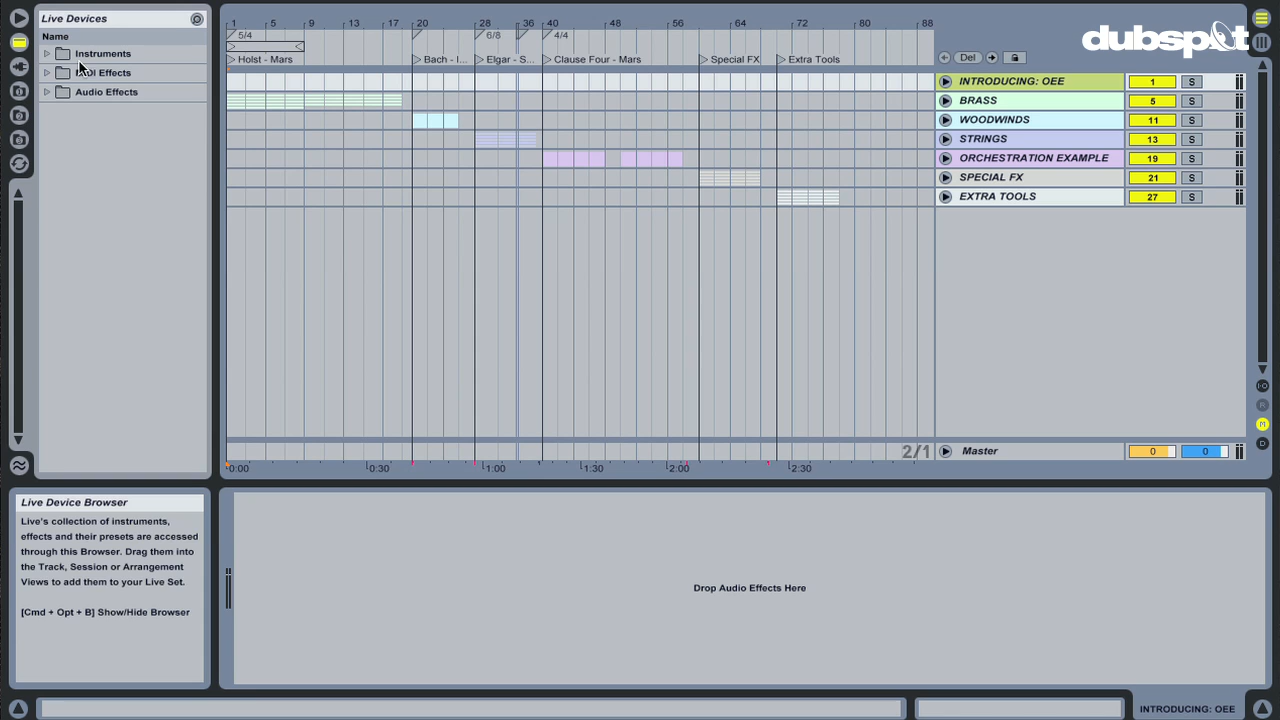 Live Devices
Name
Instruments
Effects
Audio Effects
1 5 9 13 17 20 28 36 40 48 56 64 72 80 88
5/4 6/8 4/4
Holst - Mars Bach - I... Elgar - S... Clause Four - Mars Special FX Extra Tools
Del
dubspot
INTRODUCING: OEE 1 S
BRASS 5 S
WOODWINDS 11 S
STRINGS 13 S
ORCHESTRATION EXAMPLE 19 S
SPECIAL FX 21 S
EXTRA TOOLS 27 S
I·O
R
M
D
2/1 Master 0 0
0:00 0:30 1:00 1:30 2:00 2:30
Live Device Browser
Live's collection of instruments,
effects and their presets are accessed
through this Browser. Drag them into
the Track, Session or Arrangement
Views to add them to your Live Set.
[Cmd + Opt + B] Show/Hide Browser
Drop Audio Effects Here
INTRODUCING: OEE